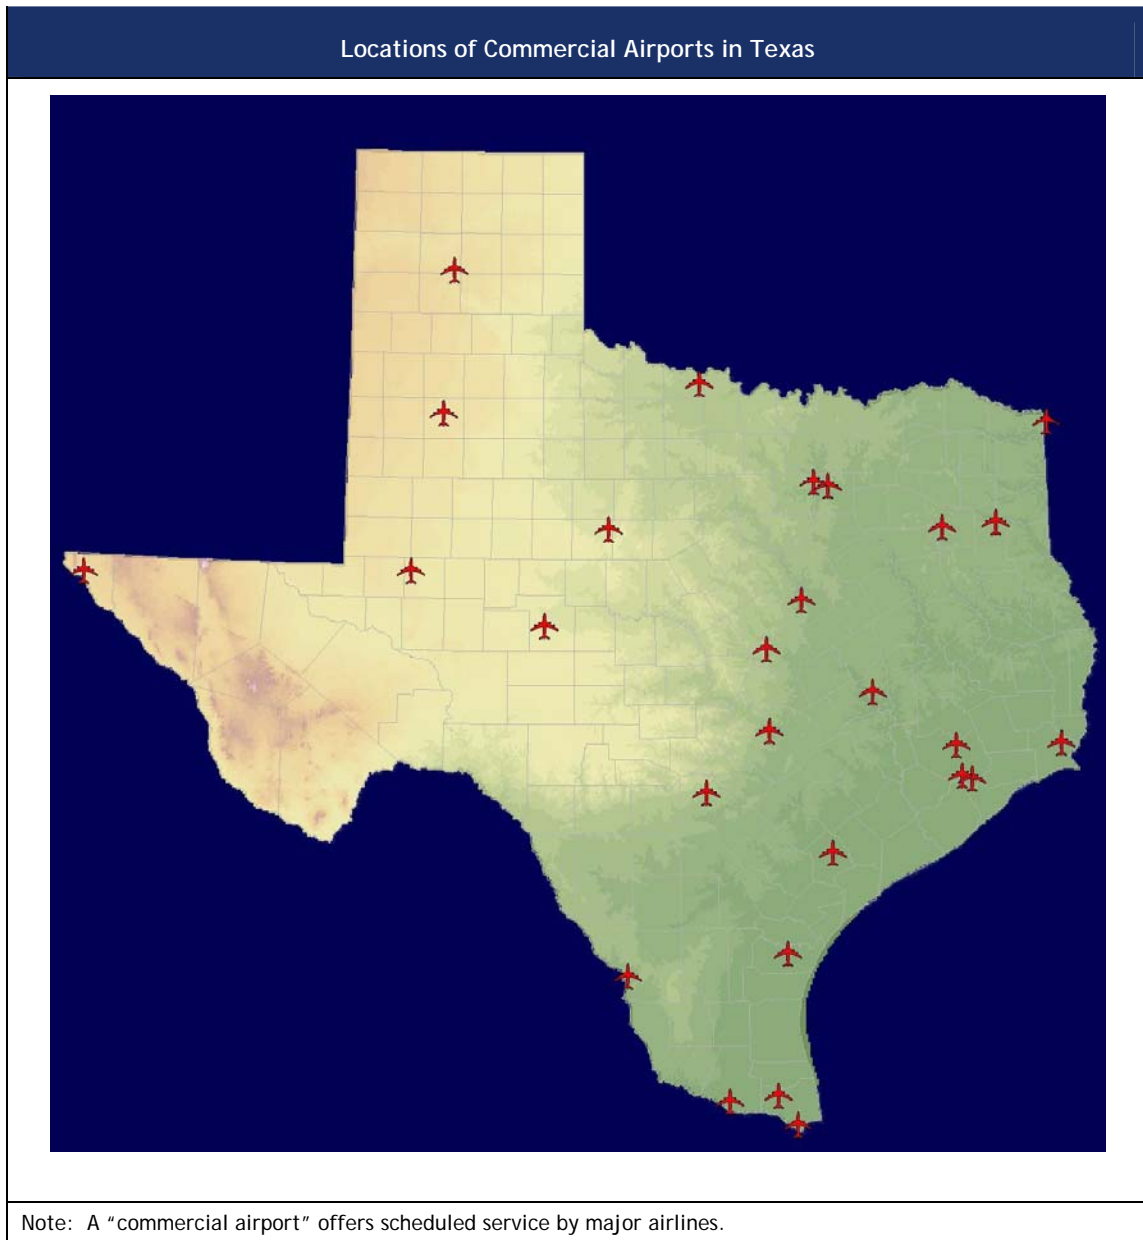 Locations of Commercial Airports in Texas
Note: A “commercial airport” offers scheduled service by major airlines.